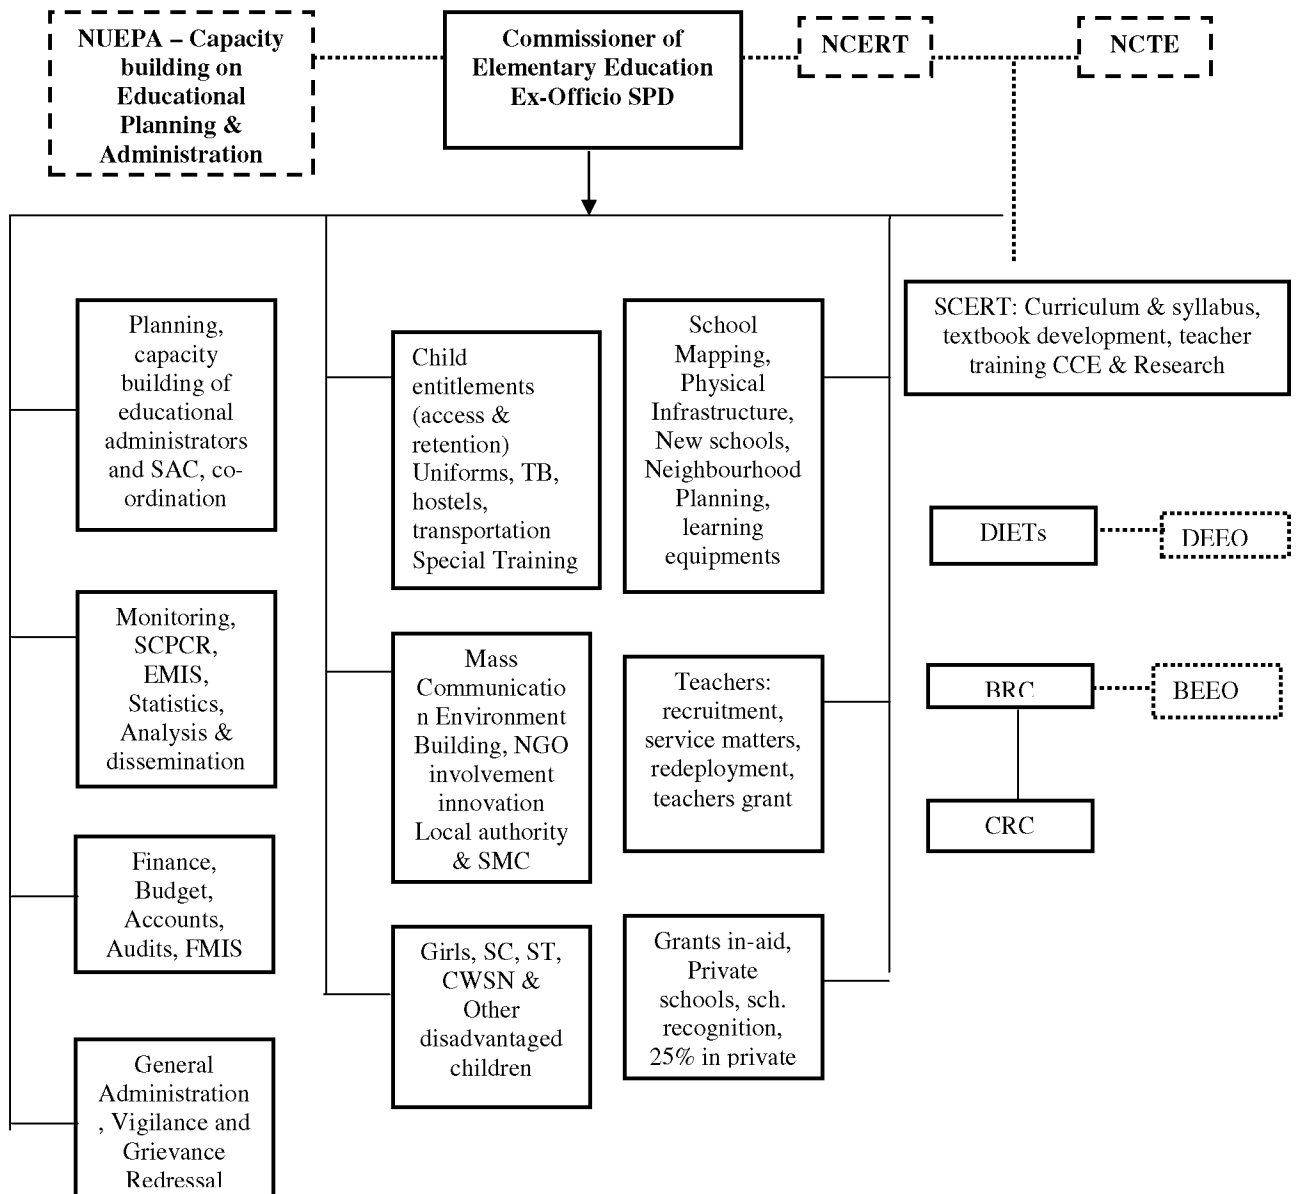 NUEPA – Capacity
building on
Educational
Planning &
Administration
Commissioner of
Elementary Education
Ex-Officio SPD
NCERT
NCTE
Planning,
capacity
building of
educational
administrators
and SAC, co-
ordination
Child
entitlements
(access &
retention)
Uniforms, TB,
hostels,
transportation
Special Training
School
Mapping,
Physical
Infrastructure,
New schools,
Neighbourhood
Planning,
learning
equipments
SCERT: Curriculum & syllabus,
textbook development, teacher
training CCE & Research
DIETs
DEEO
Monitoring,
SCPCR,
EMIS,
Statistics,
Analysis &
dissemination
Mass
Communicatio
n Environment
Building, NGO
involvement
innovation
Local authority
& SMC
Teachers:
recruitment,
service matters,
redeployment,
teachers grant
BRC
BEEO
CRC
Finance,
Budget,
Accounts,
Audits, FMIS
Girls, SC, ST,
CWSN &
Other
disadvantaged
children
Grants in-aid,
Private
schools, sch.
recognition,
25% in private
General
Administration
, Vigilance and
Grievance
Redressal